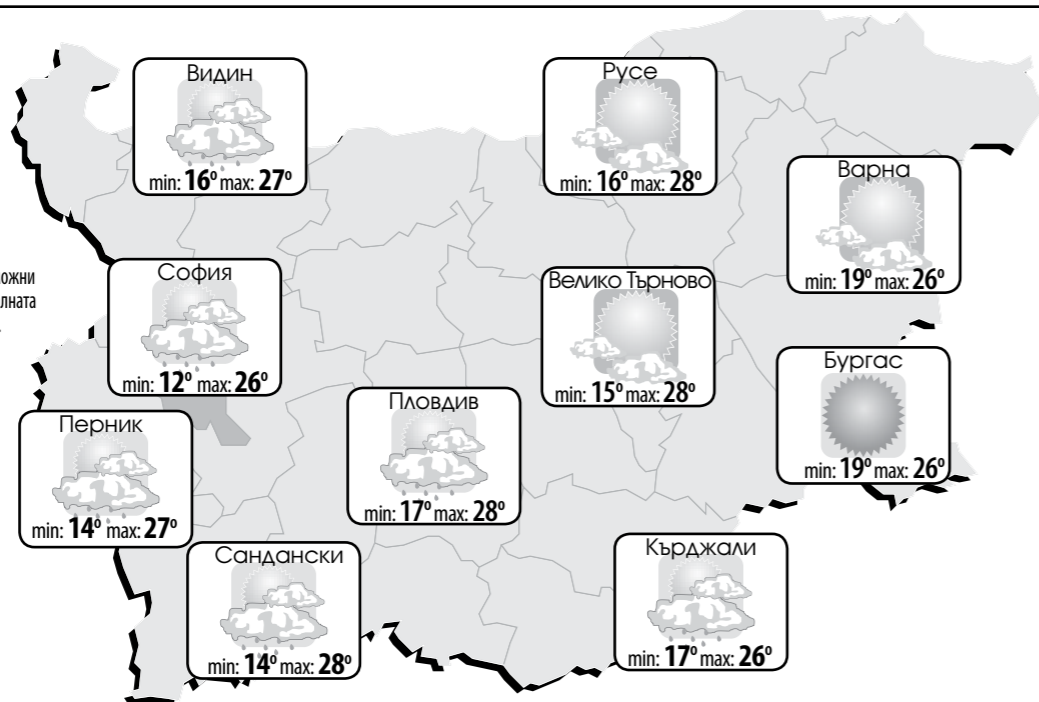 Видин
min: 16° max: 27°
Русе
min: 16° max: 28°
Варна
min: 19° max: 26°
София
min: 12° max: 26°
Велико Търново
min: 15° max: 28°
Бургас
min: 19° max: 26°
Пловдив
min: 17° max: 28°
Перник
min: 14° max: 27°
Сандански
min: 14° max: 28°
Кърджали
min: 17° max: 26°